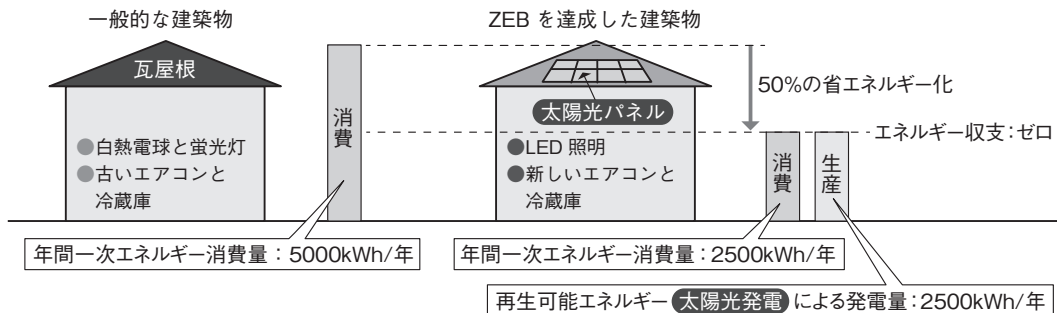 一般的な建築物
ZEB を達成した建築物
瓦屋根
太陽光パネル
50%の省エネルギー化
消費
エネルギー収支：ゼロ
●白熱電球と蛍光灯
●古いエアコンと
冷蔵庫
●LED 照明
●新しいエアコンと
冷蔵庫
消費
生産
年間一次エネルギー消費量：5000kWh/年
年間一次エネルギー消費量：2500kWh/年
再生可能エネルギー 太陽光発電 による発電量：2500kWh/年